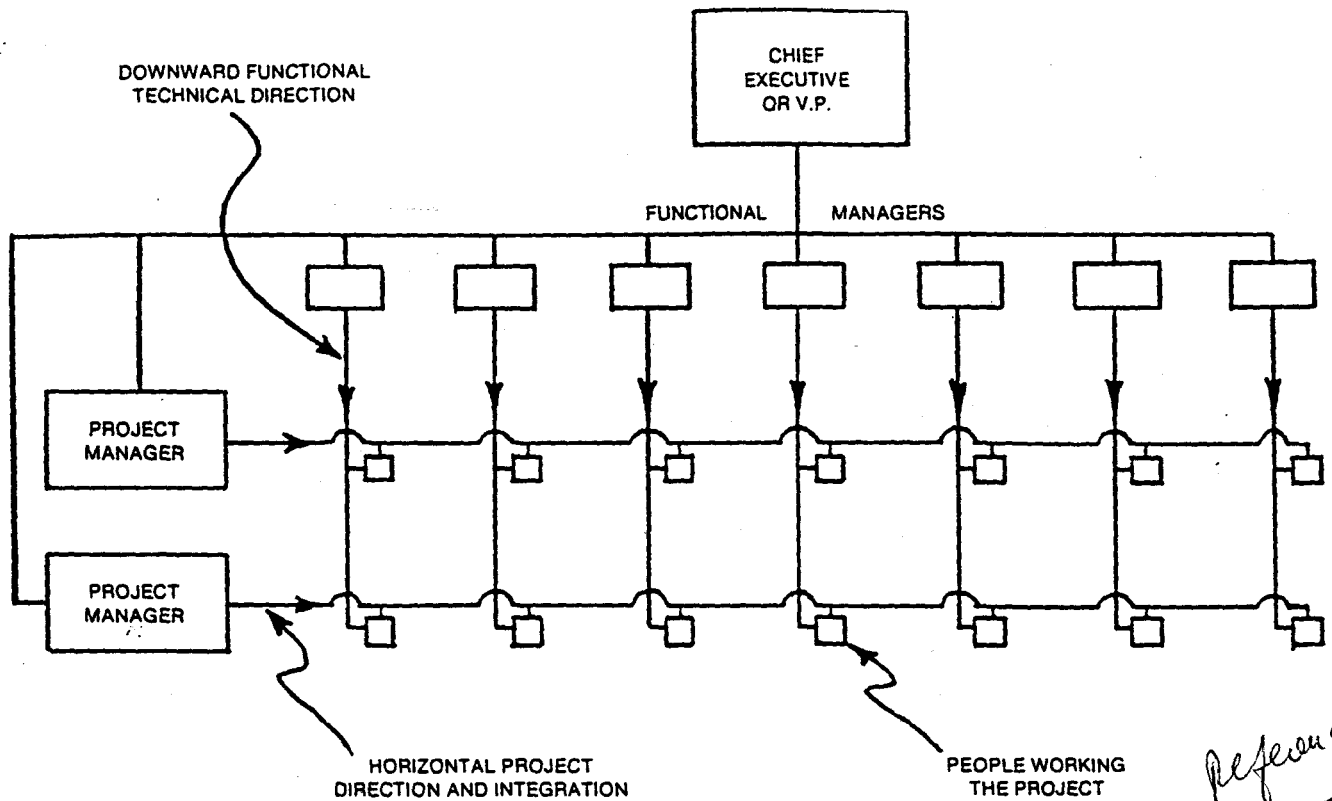 CHIEF
EXECUTIVE
OR V.P.
DOWNWARD FUNCTIONAL
TECHNICAL DIRECTION
FUNCTIONAL MANAGERS
PROJECT
MANAGER
PROJECT
MANAGER
HORIZONTAL PROJECT
DIRECTION AND INTEGRATION
PEOPLE WORKING
THE PROJECT